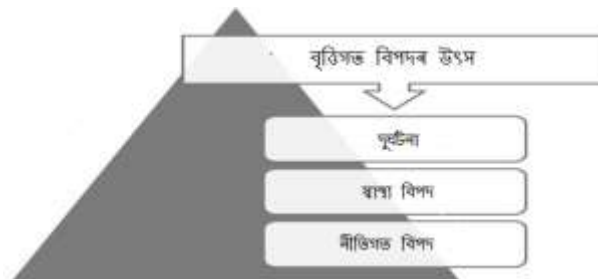 বৃত্তিগত বিপদৰ উৎস
দূৰ্ঘটনা
স্বাস্থ্য বিপদ
নীতিগত বিপদ